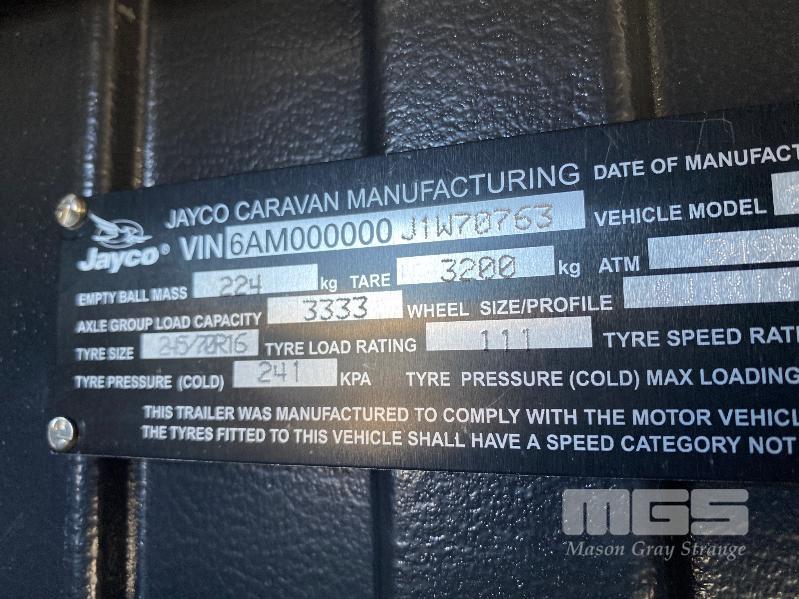 JAYCO CARAVAN MANUFACTURING DATE OF MANUFACT
Jayco® VIN 6AM000000 J1W70763 VEHICLE MODEL
EMPTY BALL MASS 224 kg TARE 3200 kg ATM
AXLE GROUP LOAD CAPACITY 3333 WHEEL SIZE/PROFILE
TYRE SIZE 245/70R16 TYRE LOAD RATING 111 TYRE SPEED RATI
TYRE PRESSURE (COLD) 241 KPA TYRE PRESSURE (COLD) MAX LOADING
THIS TRAILER WAS MANUFACTURED TO COMPLY WITH THE MOTOR VEHICL
THE TYRES FITTED TO THIS VEHICLE SHALL HAVE A SPEED CATEGORY NOT
MGS
Mason Gray Strange